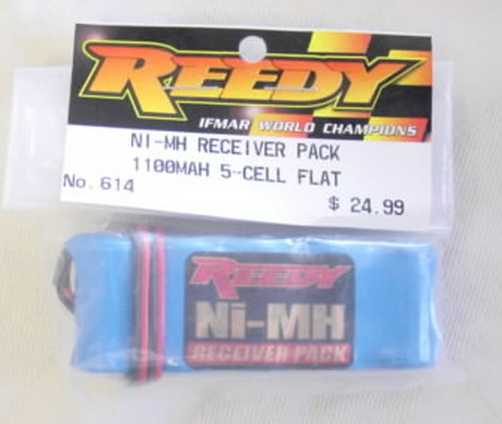 REEDY
IFMAR WORLD CHAMPIONS
NI-MH RECEIVER PACK
1100MAH 5-CELL FLAT
No. 614
$ 24.99
REEDY
Ni-MH
RECEIVER PACK